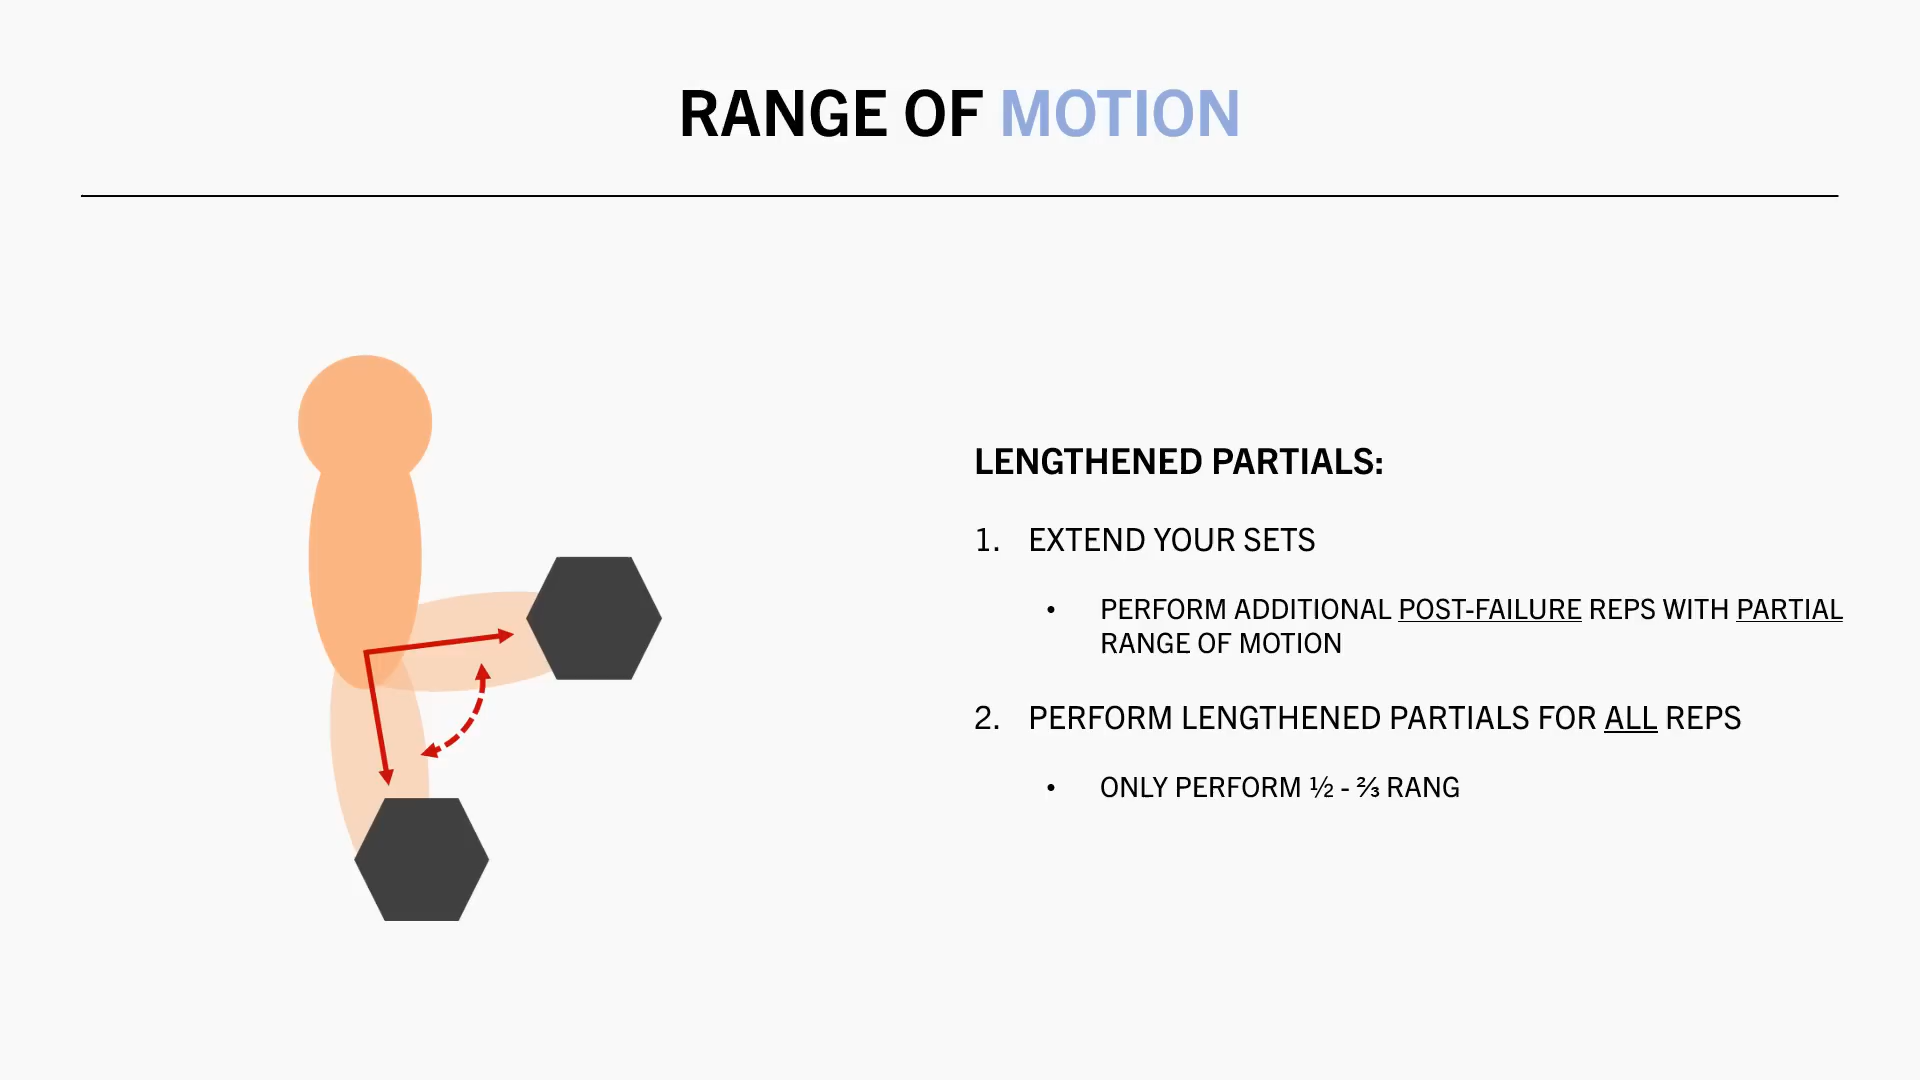 RANGE OF MOTION
LENGTHENED PARTIALS:
1. EXTEND YOUR SETS
• PERFORM ADDITIONAL POST-FAILURE REPS WITH PARTIAL
RANGE OF MOTION
2. PERFORM LENGTHENED PARTIALS FOR ALL REPS
• ONLY PERFORM ½ - ⅔ RANG